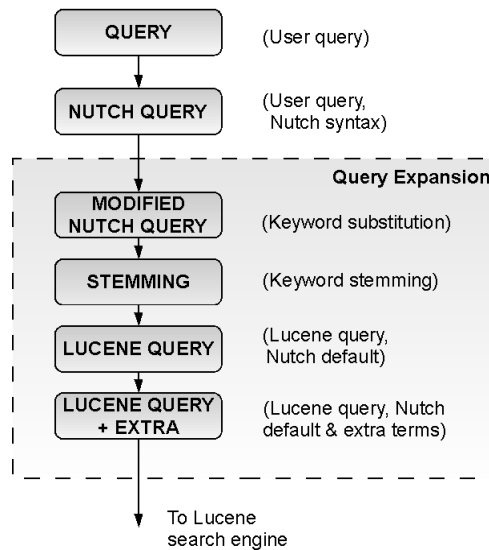 QUERY
(User query)
NUTCH QUERY
(User query,
Nutch syntax)
Query Expansion
MODIFIED
NUTCH QUERY
(Keyword substitution)
STEMMING
(Keyword stemming)
LUCENE QUERY
(Lucene query,
Nutch default)
LUCENE QUERY
+ EXTRA
(Lucene query, Nutch
default & extra terms)
To Lucene
search engine